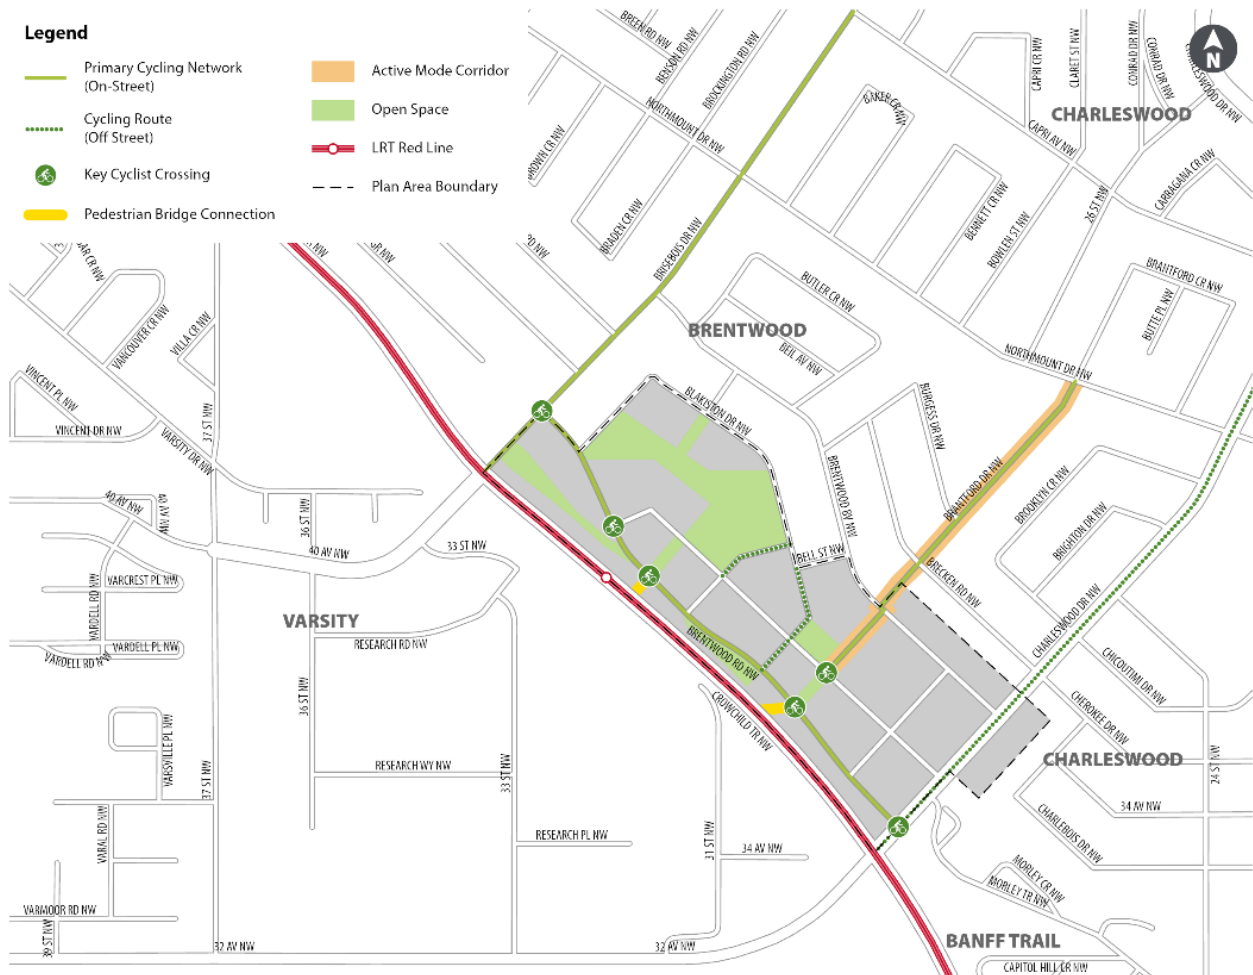 Legend
Primary Cycling Network
(On-Street)
Cycling Route
(Off Street)
Key Cyclist Crossing
Pedestrian Bridge Connection
Active Mode Corridor
Open Space
LRT Red Line
Plan Area Boundary
N
BREEN RD NW
BENSON RD NW
BROCKINGTON RD NW
NORTHMOUNT DR NW
BRADEN CR NW
BRISEBOIS DR NW
CAPRI CR NW
CLARET ST NW
CONRAD DR NW
CONRAD DR NW
CHARLESWOOD DR NW
CHARLESWOOD
CAPRI AV NW
CARRAGANA CR NW
26 ST NW
BENNETT CR NW
BOWLEN ST NW
BRANTFORD CR NW
BUTTE PL NW
NORTHMOUNT DR NW
BUTLER CR NW
BRENTWOOD
BEIL AV NW
VANCOUVER CR NW
VILLA CR NW
VINCENT PL NW
VINCENT DR NW
VARSITY DR NW
37 ST NW
BLAKISTON DR NW
BURGESS DR NW
BRENTWOOD BV NW
BRANTFORD DR NW
BROOKLYN CR NW
BRIGHTON DR NW
BELL ST NW
BRECKEN RD NW
40 AV NW
40 AV NW
36 ST NW
40 AV NW
33 ST NW
VARCREST PL NW
VARDELL RD NW
VARDELL PL NW
VARDELL RD NW
VARSITY
RESEARCH RD NW
BRENTWOOD RD NW
CHARLESWOOD DR NW
CHICOUTIMI DR NW
CHEROKEE DR NW
CROWCHILD TR NW
36 ST NW
VARSVILLE PL NW
37 ST NW
RESEARCH WY NW
33 ST NW
CHARLESWOOD
24 ST NW
34 AV NW
CHARLEBOIS DR NW
VARAL RD NW
RESEARCH PL NW
31 ST NW
34 AV NW
MORLEY CR NW
MORLEY TR NW
VARMOOR RD NW
39 ST NW
32 AV NW
32 AV NW
BANFF TRAIL
CAPITOL HILL CR NW